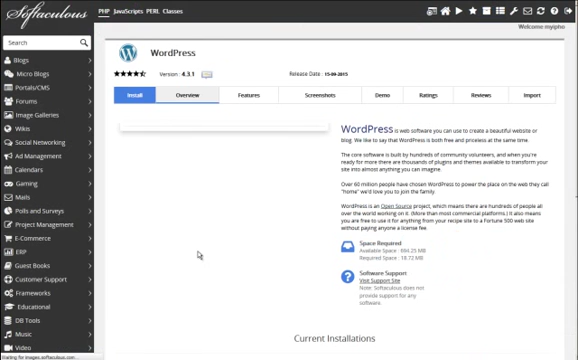 Softaculous
PHP JavaScripts PERL Classes
Welcome myipho
Search
WordPress
Version : 4.3.1
Release Date : 15-09-2015
Install
Overview
Features
Screenshots
Demo
Ratings
Reviews
Import
Blogs
Micro Blogs
Portals/CMS
Forums
Image Galleries
Wikis
Social Networking
Ad Management
Calendars
Gaming
Mails
Polls and Surveys
Project Management
E-Commerce
ERP
Guest Books
Customer Support
Frameworks
Educational
DB Tools
Music
Video
WordPress is web software you can use to create a beautiful website or
blog. We like to say that WordPress is both free and priceless at the same time.
The core software is built by hundreds of community volunteers, and when you're
ready for more there are thousands of plugins and themes available to transform your
site into almost anything you can imagine.
Over 60 million people have chosen WordPress to power the place on the web they call
"home" we'd love you to join the family
WordPress is an Open Source project, which means there are hundreds of people all
over the world working on it. (More than most commercial platforms.) It also means
you are free to use it for anything from your recipe site to a Fortune 500 web site
without paying anyone a license fee.
Space Required
Available Space : 994.25 MB
Required Space : 18.72 MB
Software Support
Visit Support Site
Note: Softaculous does not
provide support for any
software.
Current Installations
Waiting for images.softaculous.com...